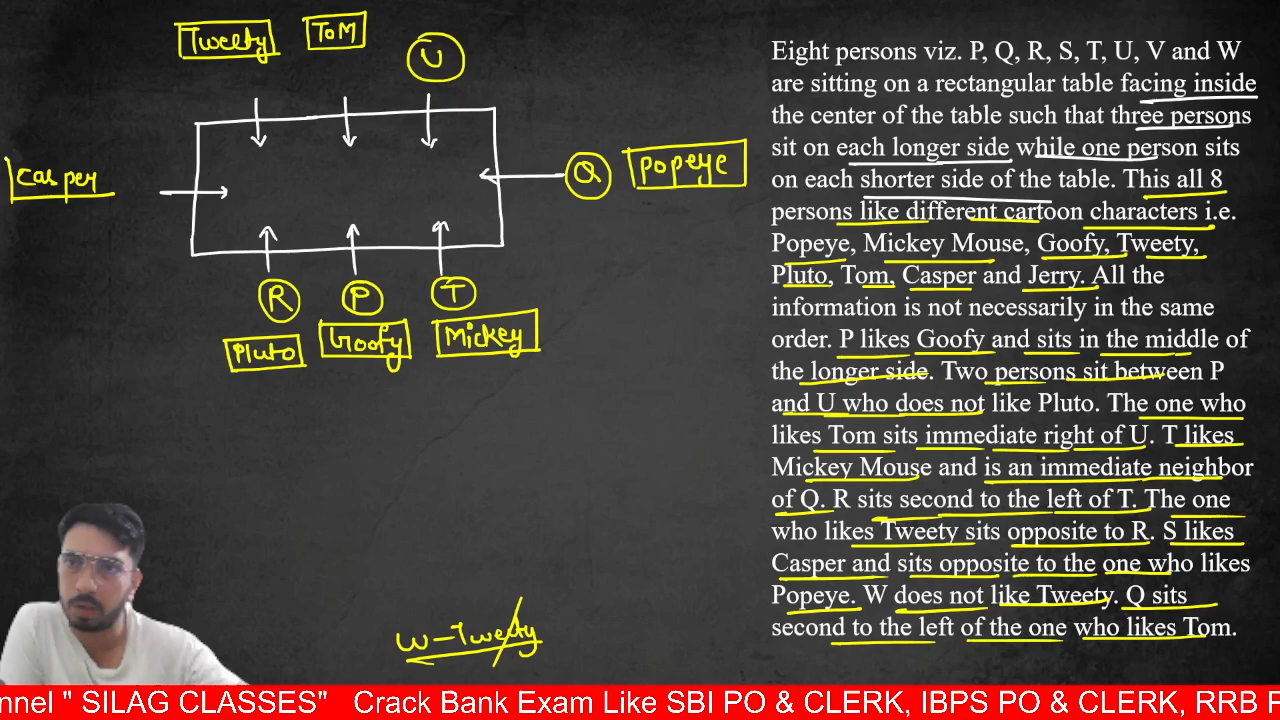 Tweety
TOM
U
Casper
Q
Popeye
R
P
T
Pluto
Goofy
Mickey
W-Tweety
Eight persons viz. P, Q, R, S, T, U, V and W
are sitting on a rectangular table facing inside
the center of the table such that three persons
sit on each longer side while one person sits
on each shorter side of the table. This all 8
persons like different cartoon characters i.e.
Popeye, Mickey Mouse, Goofy, Tweety,
Pluto, Tom, Casper and Jerry. All the
information is not necessarily in the same
order. P likes Goofy and sits in the middle of
the longer side. Two persons sit between P
and U who does not like Pluto. The one who
likes Tom sits immediate right of U. T likes
Mickey Mouse and is an immediate neighbor
of Q. R sits second to the left of T. The one
who likes Tweety sits opposite to R. S likes
Casper and sits opposite to the one who likes
Popeye. W does not like Tweety. Q sits
second to the left of the one who likes Tom.
nnel " SILAG CLASSES" Crack Bank Exam Like SBI PO & CLERK, IBPS PO & CLERK, RRB P